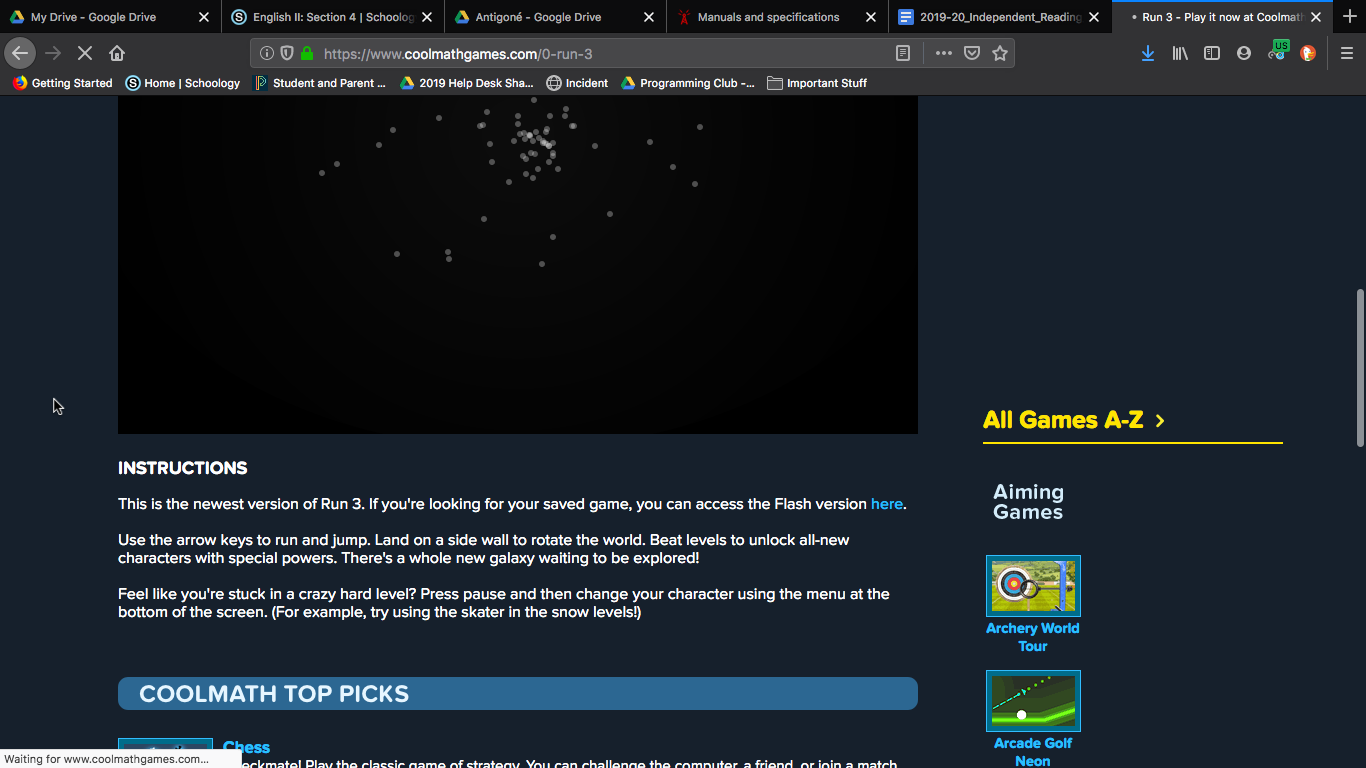 My Drive - Google Drive
English II: Section 4 | Schoolog
Antigoné - Google Drive
Manuals and specifications
2019-20_Independent_Reading
Run 3 - Play it now at Coolmath
https://www.coolmathgames.com/0-run-3
US
Getting Started
Home | Schoology
Student and Parent ...
2019 Help Desk Sha...
Incident
Programming Club -...
Important Stuff
All Games A-Z
INSTRUCTIONS
This is the newest version of Run 3. If you're looking for your saved game, you can access the Flash version here.
Use the arrow keys to run and jump. Land on a side wall to rotate the world. Beat levels to unlock all-new
characters with special powers. There's a whole new galaxy waiting to be explored!
Feel like you're stuck in a crazy hard level? Press pause and then change your character using the menu at the
bottom of the screen. (For example, try using the skater in the snow levels!)
Aiming
Games
Archery World
Tour
Arcade Golf
Neon
COOLMATH TOP PICKS
Chess
eckmate! Play the classic game of strategy. You can challenge the computer, a friend, or join a match
Waiting for www.coolmathgames.com...